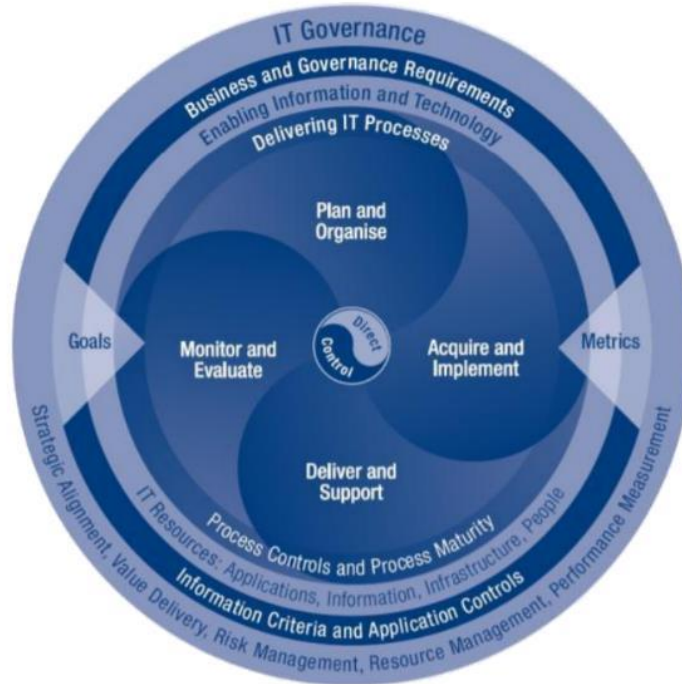 IT Governance
Business and Governance Requirements
Enabling Information and Technology
Delivering IT Processes
Plan and
Organise
Goals
Monitor and
Evaluate
Direct
Control
Acquire and
Implement
Metrics
Deliver and
Support
Process Controls and Process Maturity
IT Resources: Applications, Information, Infrastructure, People
Information Criteria and Application Controls
Strategic Alignment, Value Delivery, Risk Management, Resource Management, Performance Measurement